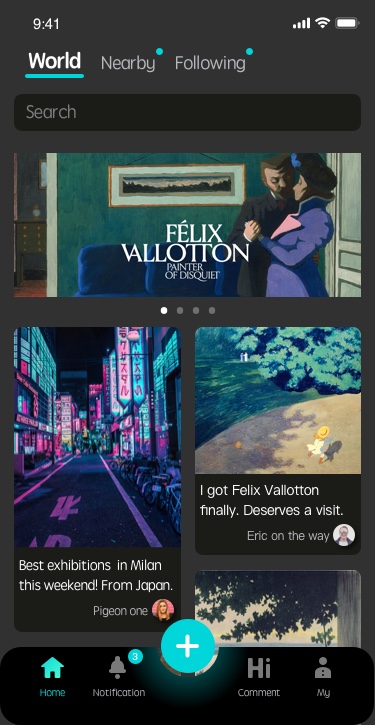 9:41
World Nearby Following
Search
FÉLIX
VALLOTTON
PAINTER
OF DISQUIET
Best exhibitions in Milan
this weekend! From Japan.
Pigeon one
I got Felix Vallotton
finally. Deserves a visit.
Eric on the way
3
Hi
Home Notification Comment My